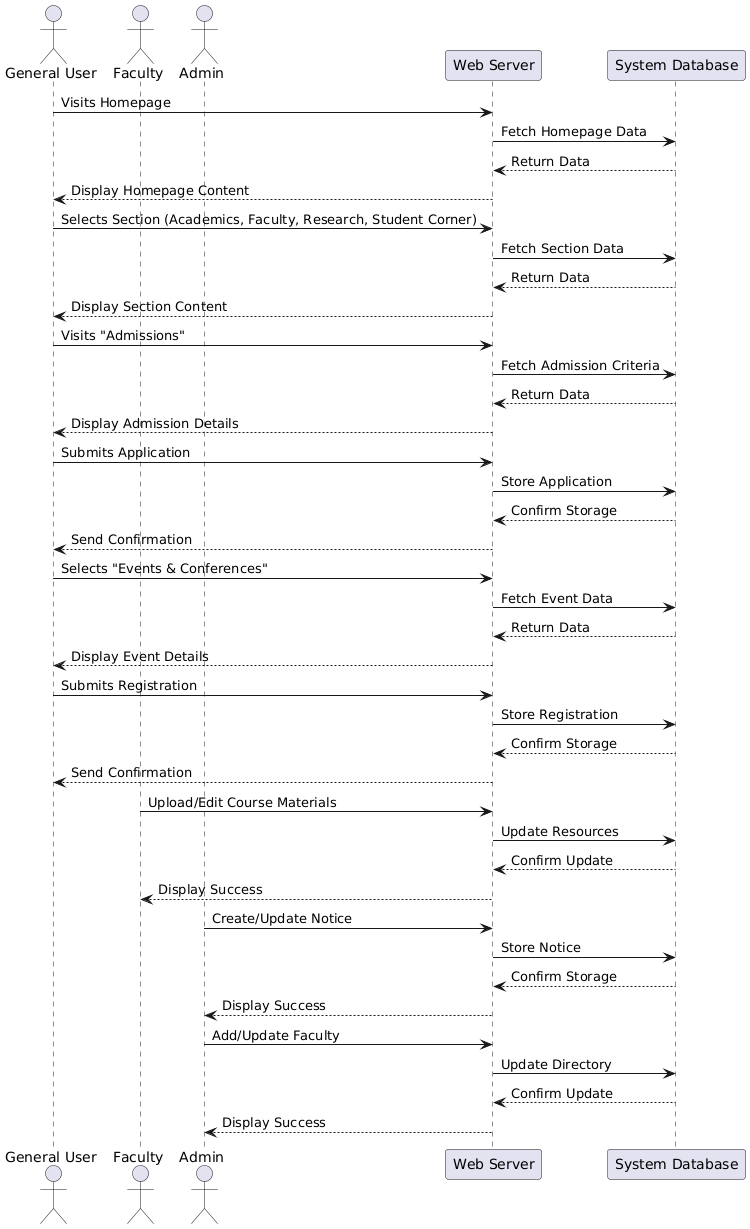 General User
Faculty
Admin
Web Server
System Database
Visits Homepage
Fetch Homepage Data
Return Data
Display Homepage Content
Selects Section (Academics, Faculty, Research, Student Corner)
Fetch Section Data
Return Data
Display Section Content
Visits "Admissions"
Fetch Admission Criteria
Return Data
Display Admission Details
Submits Application
Store Application
Confirm Storage
Send Confirmation
Selects "Events & Conferences"
Fetch Event Data
Return Data
Display Event Details
Submits Registration
Store Registration
Confirm Storage
Send Confirmation
Upload/Edit Course Materials
Update Resources
Confirm Update
Display Success
Create/Update Notice
Store Notice
Confirm Storage
Display Success
Add/Update Faculty
Update Directory
Confirm Update
Display Success
General User
Faculty
Admin
Web Server
System Database